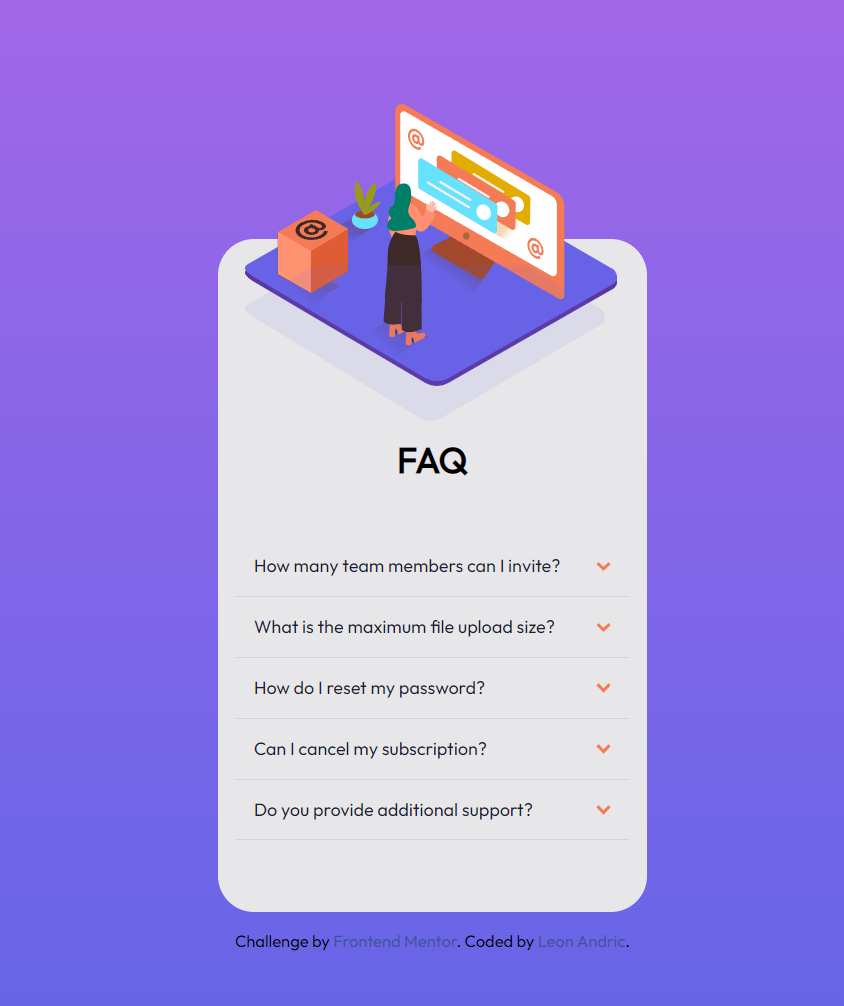 @
@
@
FAQ
How many team members can I invite?
What is the maximum file upload size?
How do I reset my password?
Can I cancel my subscription?
Do you provide additional support?
Challenge by Frontend Mentor. Coded by Leon Andric.